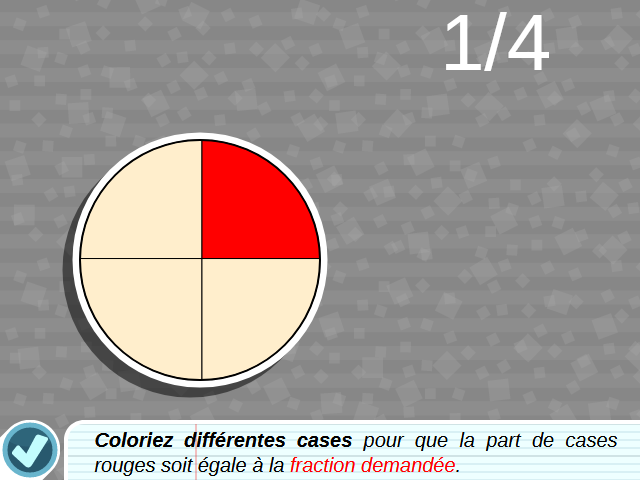 1/4
Coloriez différentes cases pour que la part de cases
rouges soit égale à la fraction demandée.